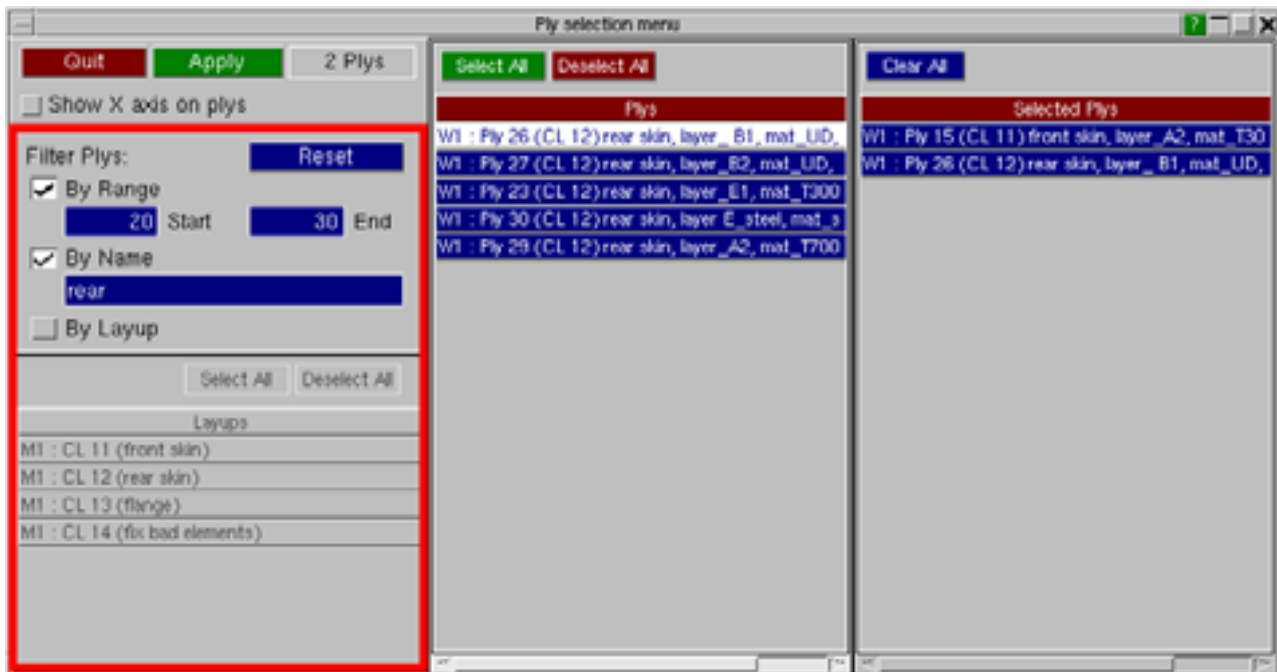 Ply selection menu
?
Quit
Apply
2 Plys
Show X axis on plys
Filter Plys:
Reset
By Range
20 Start
30 End
By Name
rear
By Layup
Select All
Deselect All
Layups
M1 : CL 11 (front skin)
M1 : CL 12 (rear skin)
M1 : CL 13 (flange)
M1 : CL 14 (fix bad elements)
Select All
Deselect All
Plys
W1 : Ply 26 (CL 12) rear skin, layer_ B1, mat_UD,
W1 : Ply 27 (CL 12) rear skin, layer_B2, mat_UD,
W1 : Ply 23 (CL 12) rear skin, layer_E1, mat_T300
W1 : Ply 30 (CL 12) rear skin, layer E_steel, mat_s
W1 : Ply 29 (CL 12) rear skin, layer_A2, mat_T700
Clear All
Selected Plys
W1 : Ply 15 (CL 11) front skin, layer_A2, mat_T30
W1 : Ply 26 (CL 12) rear skin, layer_ B1, mat_UD,